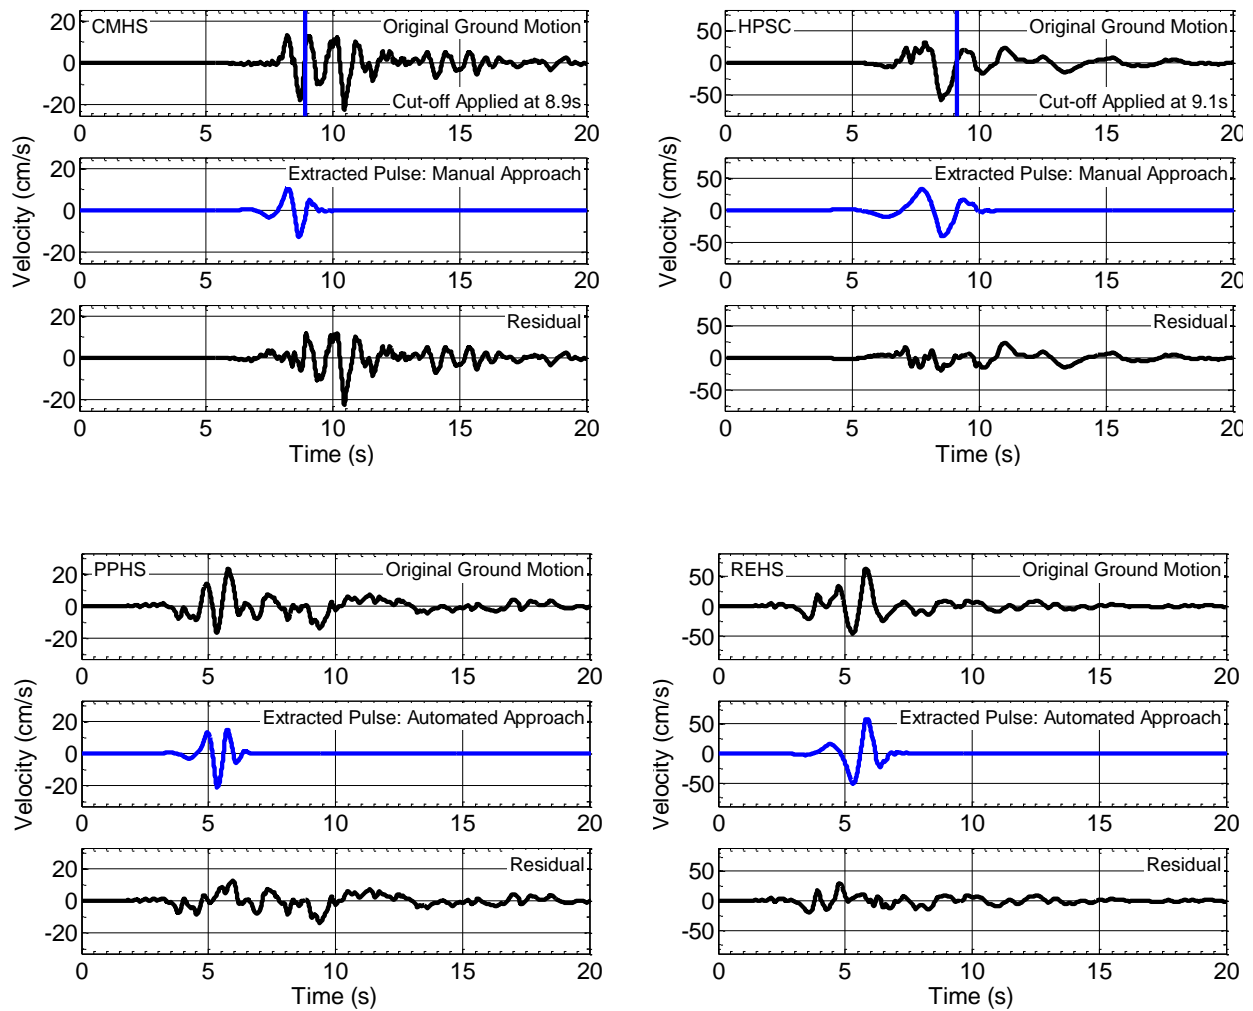 CMHS Original Ground Motion
20
0
-20
Cut-off Applied at 8.9s
0 5 10 15 20
Extracted Pulse: Manual Approach
20
0
-20
Velocity (cm/s)
0 5 10 15 20
Residual
20
0
-20
0 5 10 15 20
Time (s)
HPSC Original Ground Motion
50
0
-50
Cut-off Applied at 9.1s
0 5 10 15 20
Extracted Pulse: Manual Approach
50
0
-50
Velocity (cm/s)
0 5 10 15 20
Residual
50
0
-50
0 5 10 15 20
Time (s)
PPHS Original Ground Motion
20
0
-20
0 5 10 15 20
Extracted Pulse: Automated Approach
20
0
-20
Velocity (cm/s)
0 5 10 15 20
Residual
20
0
-20
0 5 10 15 20
Time (s)
REHS Original Ground Motion
50
0
-50
0 5 10 15 20
Extracted Pulse: Automated Approach
50
0
-50
Velocity (cm/s)
0 5 10 15 20
Residual
50
0
-50
0 5 10 15 20
Time (s)